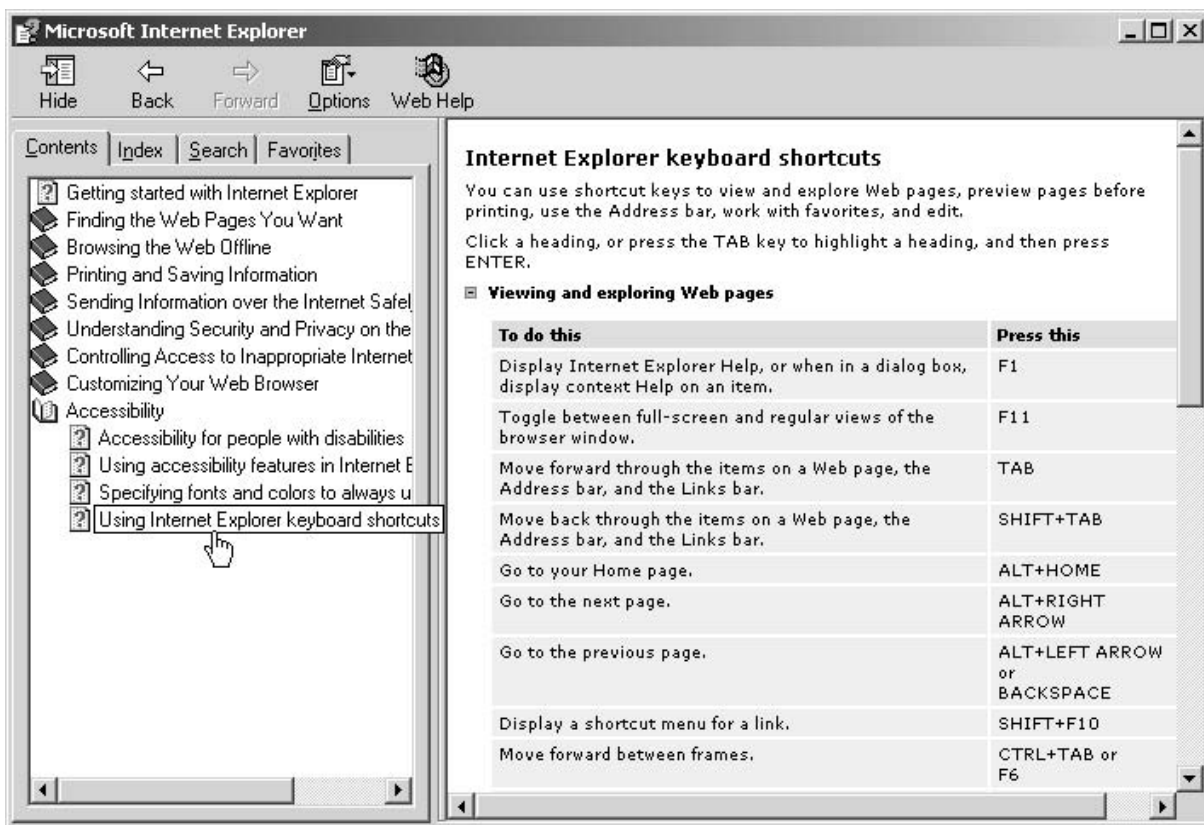 Microsoft Internet Explorer
Hide Back Forward Options Web Help
Contents Index Search Favorites
Getting started with Internet Explorer
Finding the Web Pages You Want
Browsing the Web Offline
Printing and Saving Information
Sending Information over the Internet Safel
Understanding Security and Privacy on the
Controlling Access to Inappropriate Internet
Customizing Your Web Browser
Accessibility
Accessibility for people with disabilities
Using accessibility features in Internet E
Specifying fonts and colors to always u
Using Internet Explorer keyboard shortcuts
Internet Explorer keyboard shortcuts
You can use shortcut keys to view and explore Web pages, preview pages before
printing, use the Address bar, work with favorites, and edit.
Click a heading, or press the TAB key to highlight a heading, and then press
ENTER.
Viewing and exploring Web pages
To do this Press this
Display Internet Explorer Help, or when in a dialog box, F1
display context Help on an item.
Toggle between full-screen and regular views of the F11
browser window.
Move forward through the items on a Web page, the TAB
Address bar, and the Links bar.
Move back through the items on a Web page, the SHIFT+TAB
Address bar, and the Links bar.
Go to your Home page. ALT+HOME
Go to the next page. ALT+RIGHT
ARROW
Go to the previous page. ALT+LEFT ARROW
or
BACKSPACE
Display a shortcut menu for a link. SHIFT+F10
Move forward between frames. CTRL+TAB or
F6